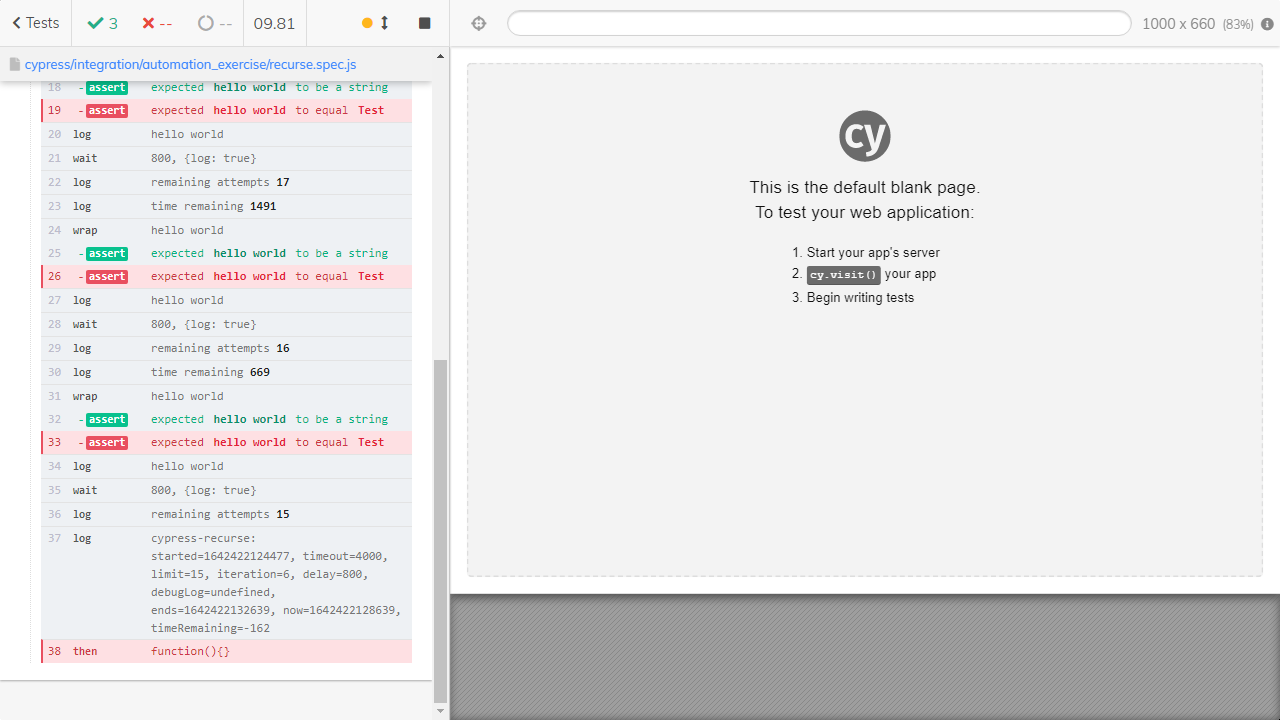 Tests 3 -- -- 09.81
cypress/integration/automation_exercise/recurse.spec.js
18 -assert expected hello world to be a string
19 -assert expected hello world to equal Test
20 log hello world
21 wait 800, {log: true}
22 log remaining attempts 17
23 log time remaining 1491
24 wrap hello world
25 -assert expected hello world to be a string
26 -assert expected hello world to equal Test
27 log hello world
28 wait 800, {log: true}
29 log remaining attempts 16
30 log time remaining 669
31 wrap hello world
32 -assert expected hello world to be a string
33 -assert expected hello world to equal Test
34 log hello world
35 wait 800, {log: true}
36 log remaining attempts 15
37 log cypress-recurse:
started=1642422124477, timeout=4000,
limit=15, iteration=6, delay=800,
debugLog=undefined,
ends=1642422132639, now=1642422128639,
timeRemaining=-162
38 then function(){}
1000 x 660 (83%)
cy
This is the default blank page.
To test your web application:
1. Start your app's server
2. cy.visit() your app
3. Begin writing tests